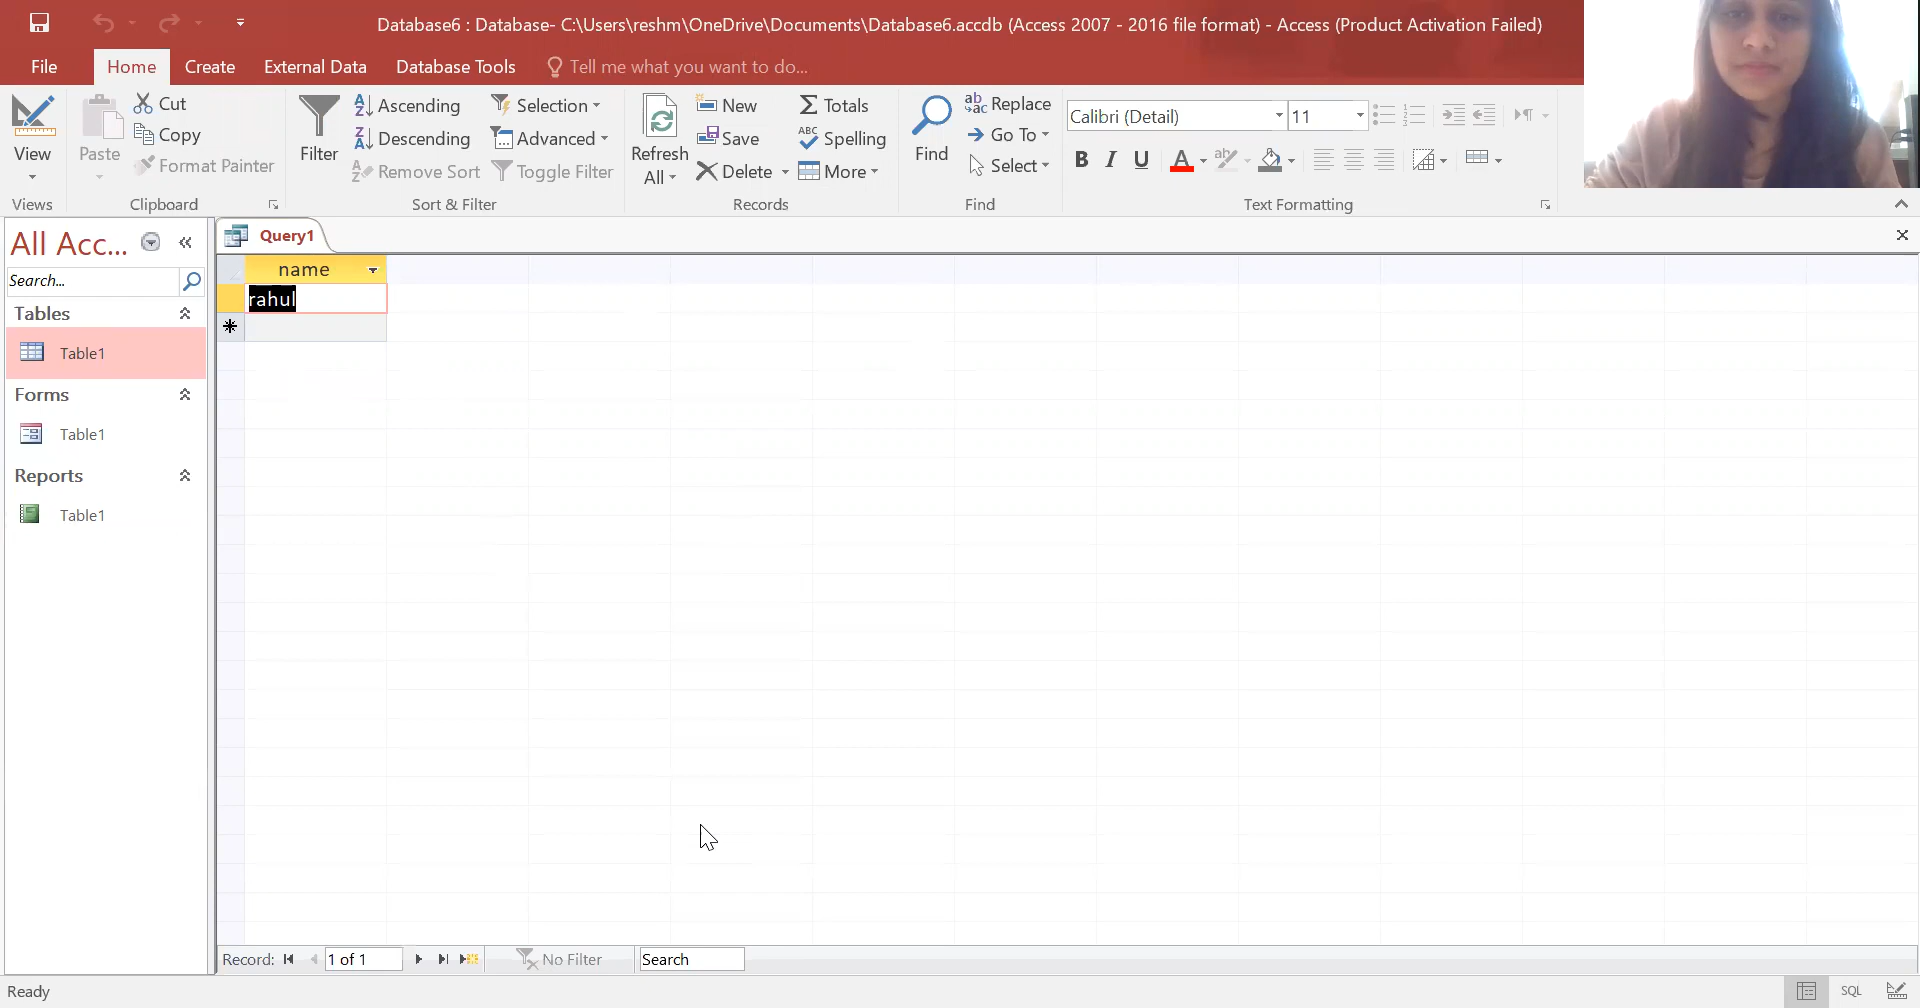 Database6 : Database- C:\Users\reshm\OneDrive\Documents\Database6.accdb (Access 2007 - 2016 file format) - Access (Product Activation Failed)
File Home Create External Data Database Tools Tell me what you want to do...
View
Views
Paste
Cut
Copy
Format Painter
Clipboard
Filter
Ascending
Descending
Remove Sort
Selection
Advanced
Toggle Filter
Sort & Filter
Refresh
All
New
Save
Delete
Totals
Spelling
More
Records
Find
Replace
Go To
Select
Find
Calibri (Detail) 11
B I U A
Text Formatting
All Acc...
Search...
Tables
Table1
Forms
Table1
Reports
Table1
Query1
name
rahul
Record: 1 of 1 No Filter Search
Ready
SQL